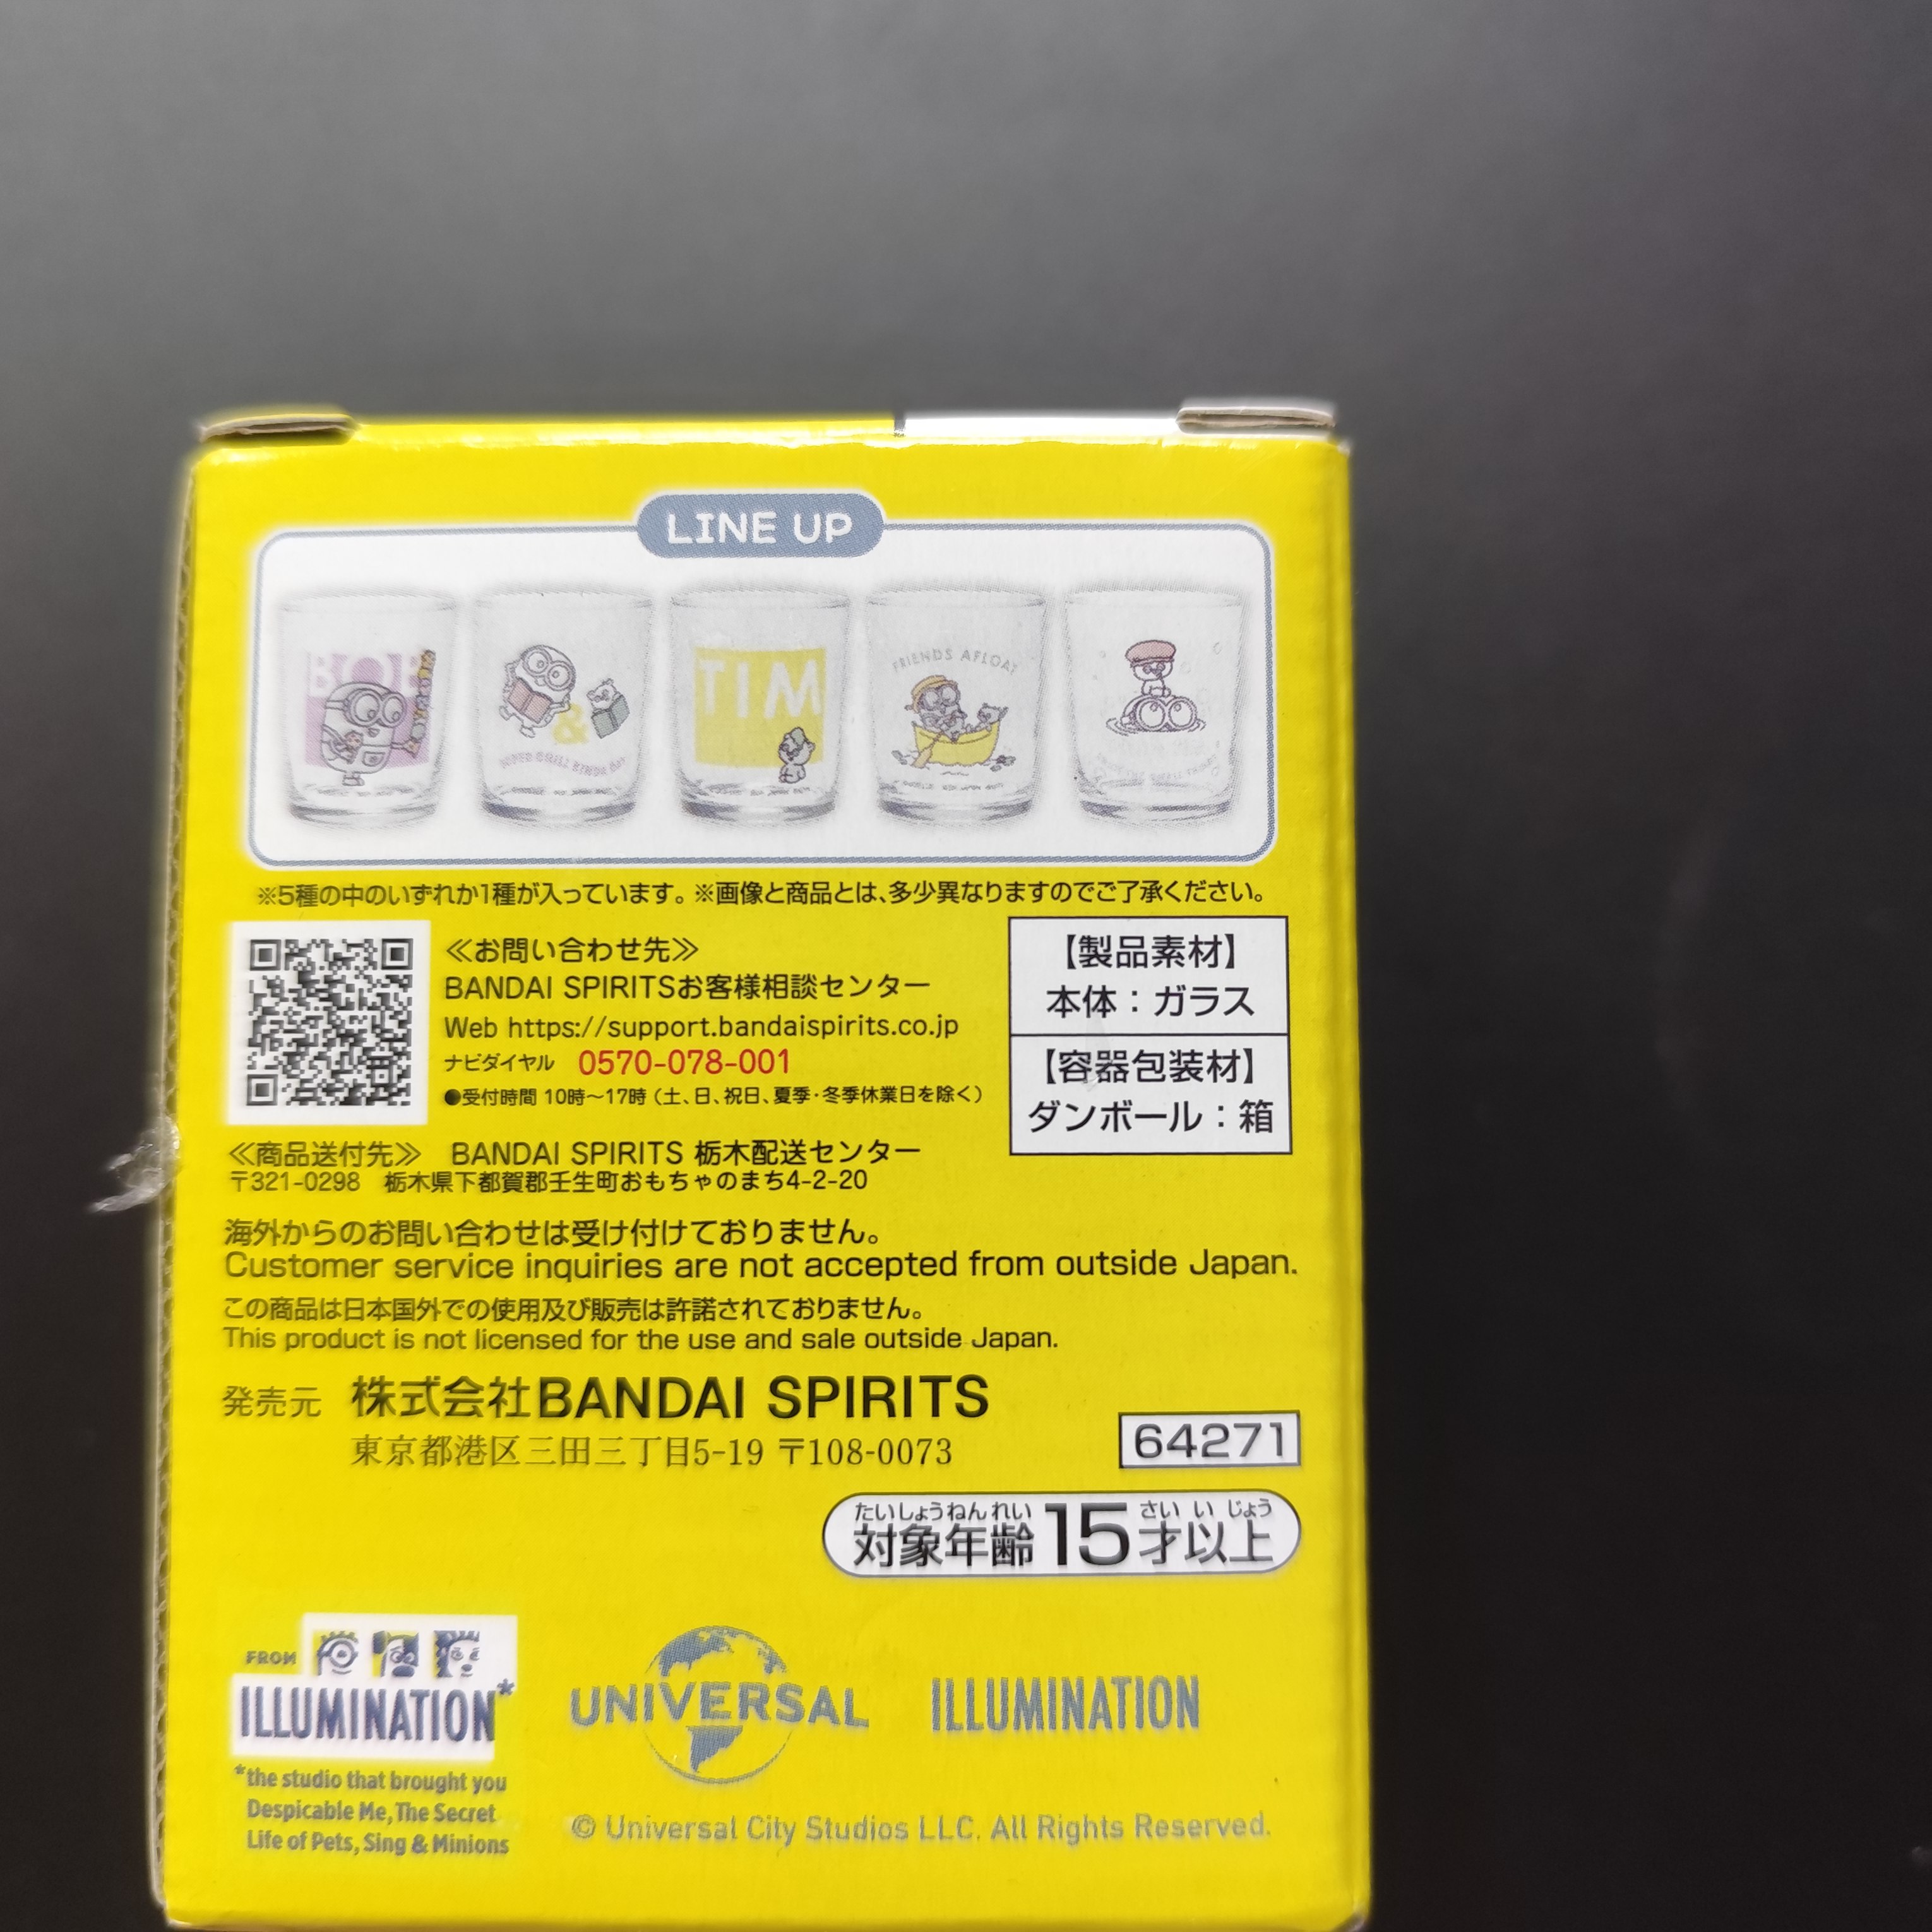 LINE UP
BOB
&
SUPER CHILL KINDA DAY
TIM
FRIENDS AFLOAT
※5種の中のいずれか1種が入っています。※画像と商品とは、多少異なりますのでご了承ください。
≪お問い合わせ先≫
BANDAI SPIRITSお客様相談センター
Web https://support.bandaispirits.co.jp
ナビダイヤル 0570-078-001
●受付時間 10時～17時（土、日、祝日、夏季・冬季休業日を除く）
【製品素材】
本体：ガラス
【容器包装材】
ダンボール：箱
≪商品送付先≫ BANDAI SPIRITS 栃木配送センター
〒321-0298 栃木県下都賀郡壬生町おもちゃのまち4-2-20
海外からのお問い合わせは受け付けておりません。
Customer service inquiries are not accepted from outside Japan.
この商品は日本国外での使用及び販売は許諾されておりません。
This product is not licensed for the use and sale outside Japan.
発売元 株式会社BANDAI SPIRITS
東京都港区三田三丁目5-19 〒108-0073
64271
たいしょうねんれい さい い じょう
対象年齢15才以上
FROM
ILLUMINATION*
*the studio that brought you
Despicable Me, The Secret
Life of Pets, Sing & Minions
UNIVERSAL
ILLUMINATION
© Universal City Studios LLC. All Rights Reserved.